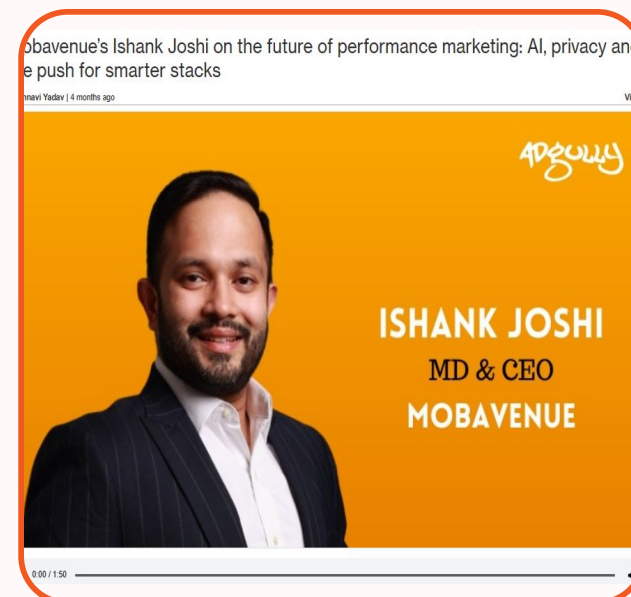 obavenue's Ishank Joshi on the future of performance marketing: AI, privacy an
e push for smarter stacks
nnavi Yadav | 4 months ago
Vi
ADGULLY
ISHANK JOSHI
MD & CEO
MOBAVENUE
0:00 / 1:50